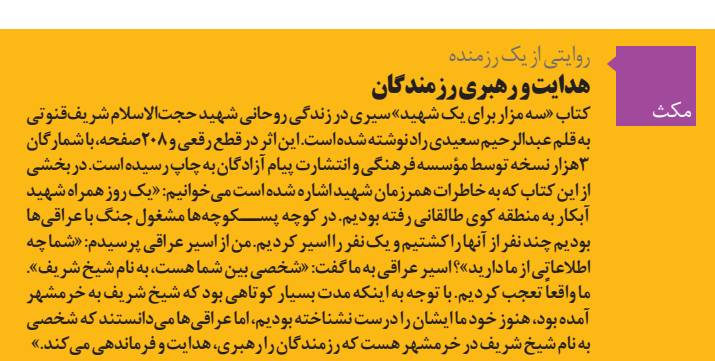 مکث
روایتی از یک رزمنده
هدایت و رهبری رزمندگان
کتاب «سه مزار برای یک شهید» سیری در زندگی روحانی شهید حجت‌الاسلام شریف‌قنوتی
به قلم عبدالرحیم سعیدی‌راد نوشته شده است. این اثر در قطع رقعی و ۲۰۸ صفحه، با شمارگان
۳هزار نسخه توسط مؤسسه فرهنگی و انتشارت پیام آزادگان به چاپ رسیده است. در بخشی
از این کتاب که به خاطرات همرزمان شهید اشاره شده است می‌خوانیم: «یک روز همراه شهید
آبکار به منطقه کوی طالقانی رفته بودیم. در کوچه پس‌کوچه‌ها مشغول جنگ با عراقی‌ها
بودیم چند نفر از آنها را کشتیم و یک نفر را اسیر کردیم. من از اسیر عراقی پرسیدم: «شما چه
اطلاعاتی از ما دارید»؟ اسیر عراقی به ما گفت: «شخصی بین شما هست، به نام شیخ شریف».
ما واقعاً تعجب کردیم. با توجه به اینکه مدت بسیار کوتاهی بود که شیخ شریف به خرمشهر
آمده بود، هنوز خود ما ایشان را درست نشناخته بودیم، اما عراقی‌ها می‌دانستند که شخصی
به نام شیخ شریف در خرمشهر هست که رزمندگان را رهبری، هدایت و فرماندهی می‌کند.»